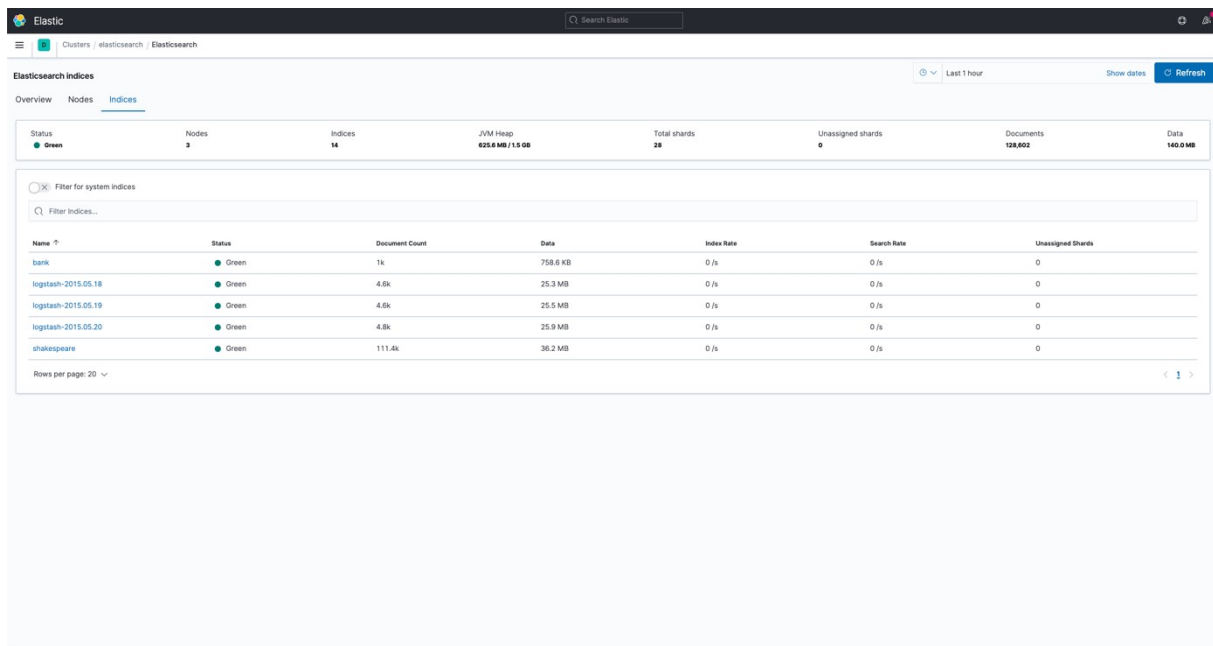 Elastic
Search Elastic
D
Clusters / elasticsearch / Elasticsearch
Elasticsearch indices
Last 1 hour
Show dates
Refresh
Overview Nodes Indices
Status Nodes Indices JVM Heap Total shards Unassigned shards Documents Data
Green 3 14 625.6 MB / 1.5 GB 28 0 128,602 140.0 MB
Filter for system indices
Filter Indices...
Name Status Document Count Data Index Rate Search Rate Unassigned Shards
bank Green 1k 758.6 KB 0 /s 0 /s 0
logstash-2015.05.18 Green 4.6k 25.3 MB 0 /s 0 /s 0
logstash-2015.05.19 Green 4.6k 25.5 MB 0 /s 0 /s 0
logstash-2015.05.20 Green 4.8k 25.9 MB 0 /s 0 /s 0
shakespeare Green 111.4k 36.2 MB 0 /s 0 /s 0
Rows per page: 20
1